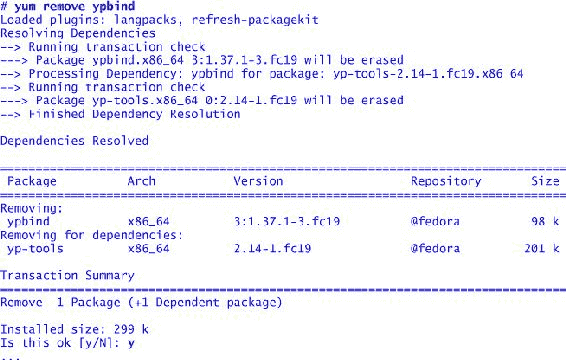 # yum remove ypbind
Loaded plugins: langpacks, refresh-packagekit
Resolving Dependencies
--> Running transaction check
---> Package ypbind.x86_64 3:1.37.1-3.fc19 will be erased
--> Processing Dependency: ypbind for package: yp-tools-2.14-1.fc19.x86_64
--> Running transaction check
---> Package yp-tools.x86_64 0:2.14-1.fc19 will be erased
--> Finished Dependency Resolution
Dependencies Resolved
================================================================================
Package Arch Version Repository Size
================================================================================
Removing:
ypbind x86_64 3:1.37.1-3.fc19 @fedora 98 k
Removing for dependencies:
yp-tools x86_64 2.14-1.fc19 @fedora 201 k
Transaction Summary
================================================================================
Remove 1 Package (+1 Dependent package)
Installed size: 299 k
Is this ok [y/N]: y
...